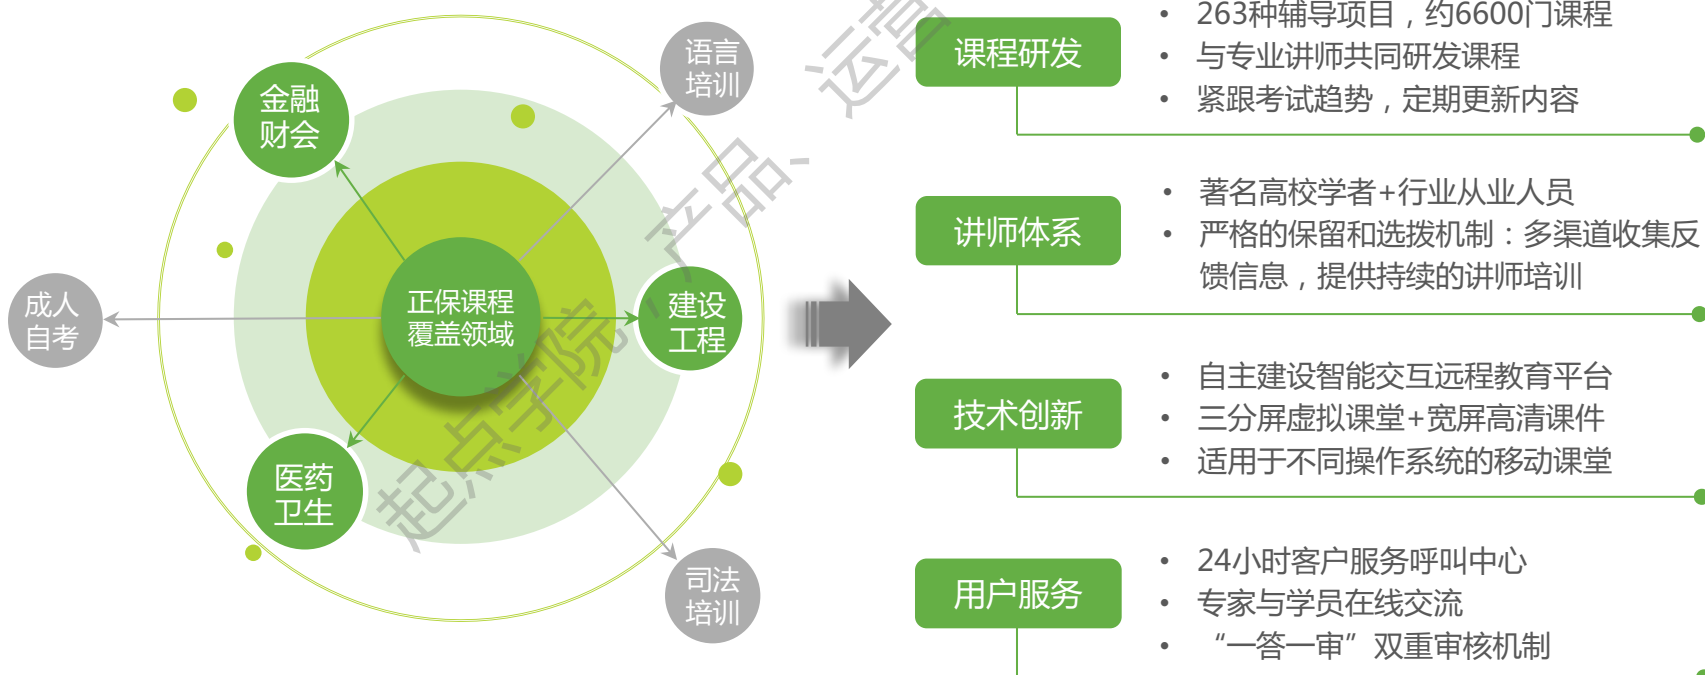 语言
培训
金融
财会
成人
自考
正保课程
覆盖领域
建设
工程
医药
卫生
司法
培训
课程研发
• 263种辅导项目，约6600门课程
• 与专业讲师共同研发课程
• 紧跟考试趋势，定期更新内容
讲师体系
• 著名高校学者+行业从业人员
• 严格的保留和选拨机制：多渠道收集反
馈信息，提供持续的讲师培训
技术创新
• 自主建设智能交互远程教育平台
• 三分屏虚拟课堂+宽屏高清课件
• 适用于不同操作系统的移动课堂
用户服务
• 24小时客户服务呼叫中心
• 专家与学员在线交流
• “一答一审”双重审核机制
起点学院，产品、运营